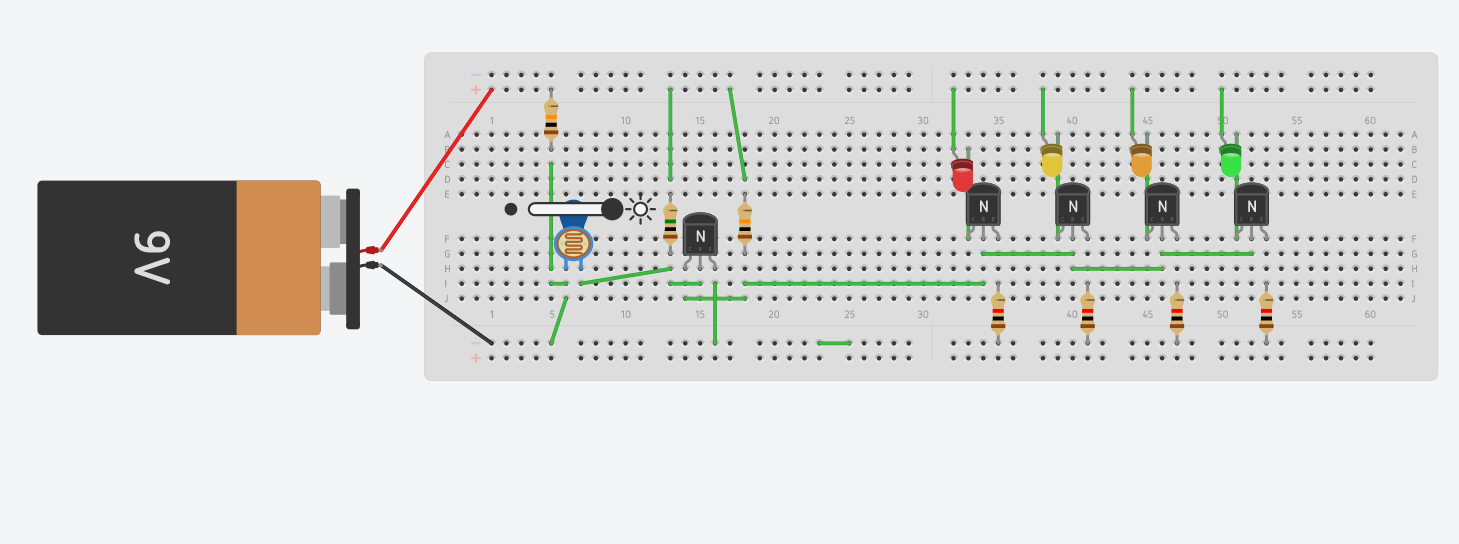 − −
+ +
1 10 15 20 25 30 35 40 45 50 55 60
A A
B B
C C
D D
E E
9V
N N N N N
F F
G G
H H
I I
J J
1 5 10 15 20 25 30 35 40 45 50 55 60
− −
+ +